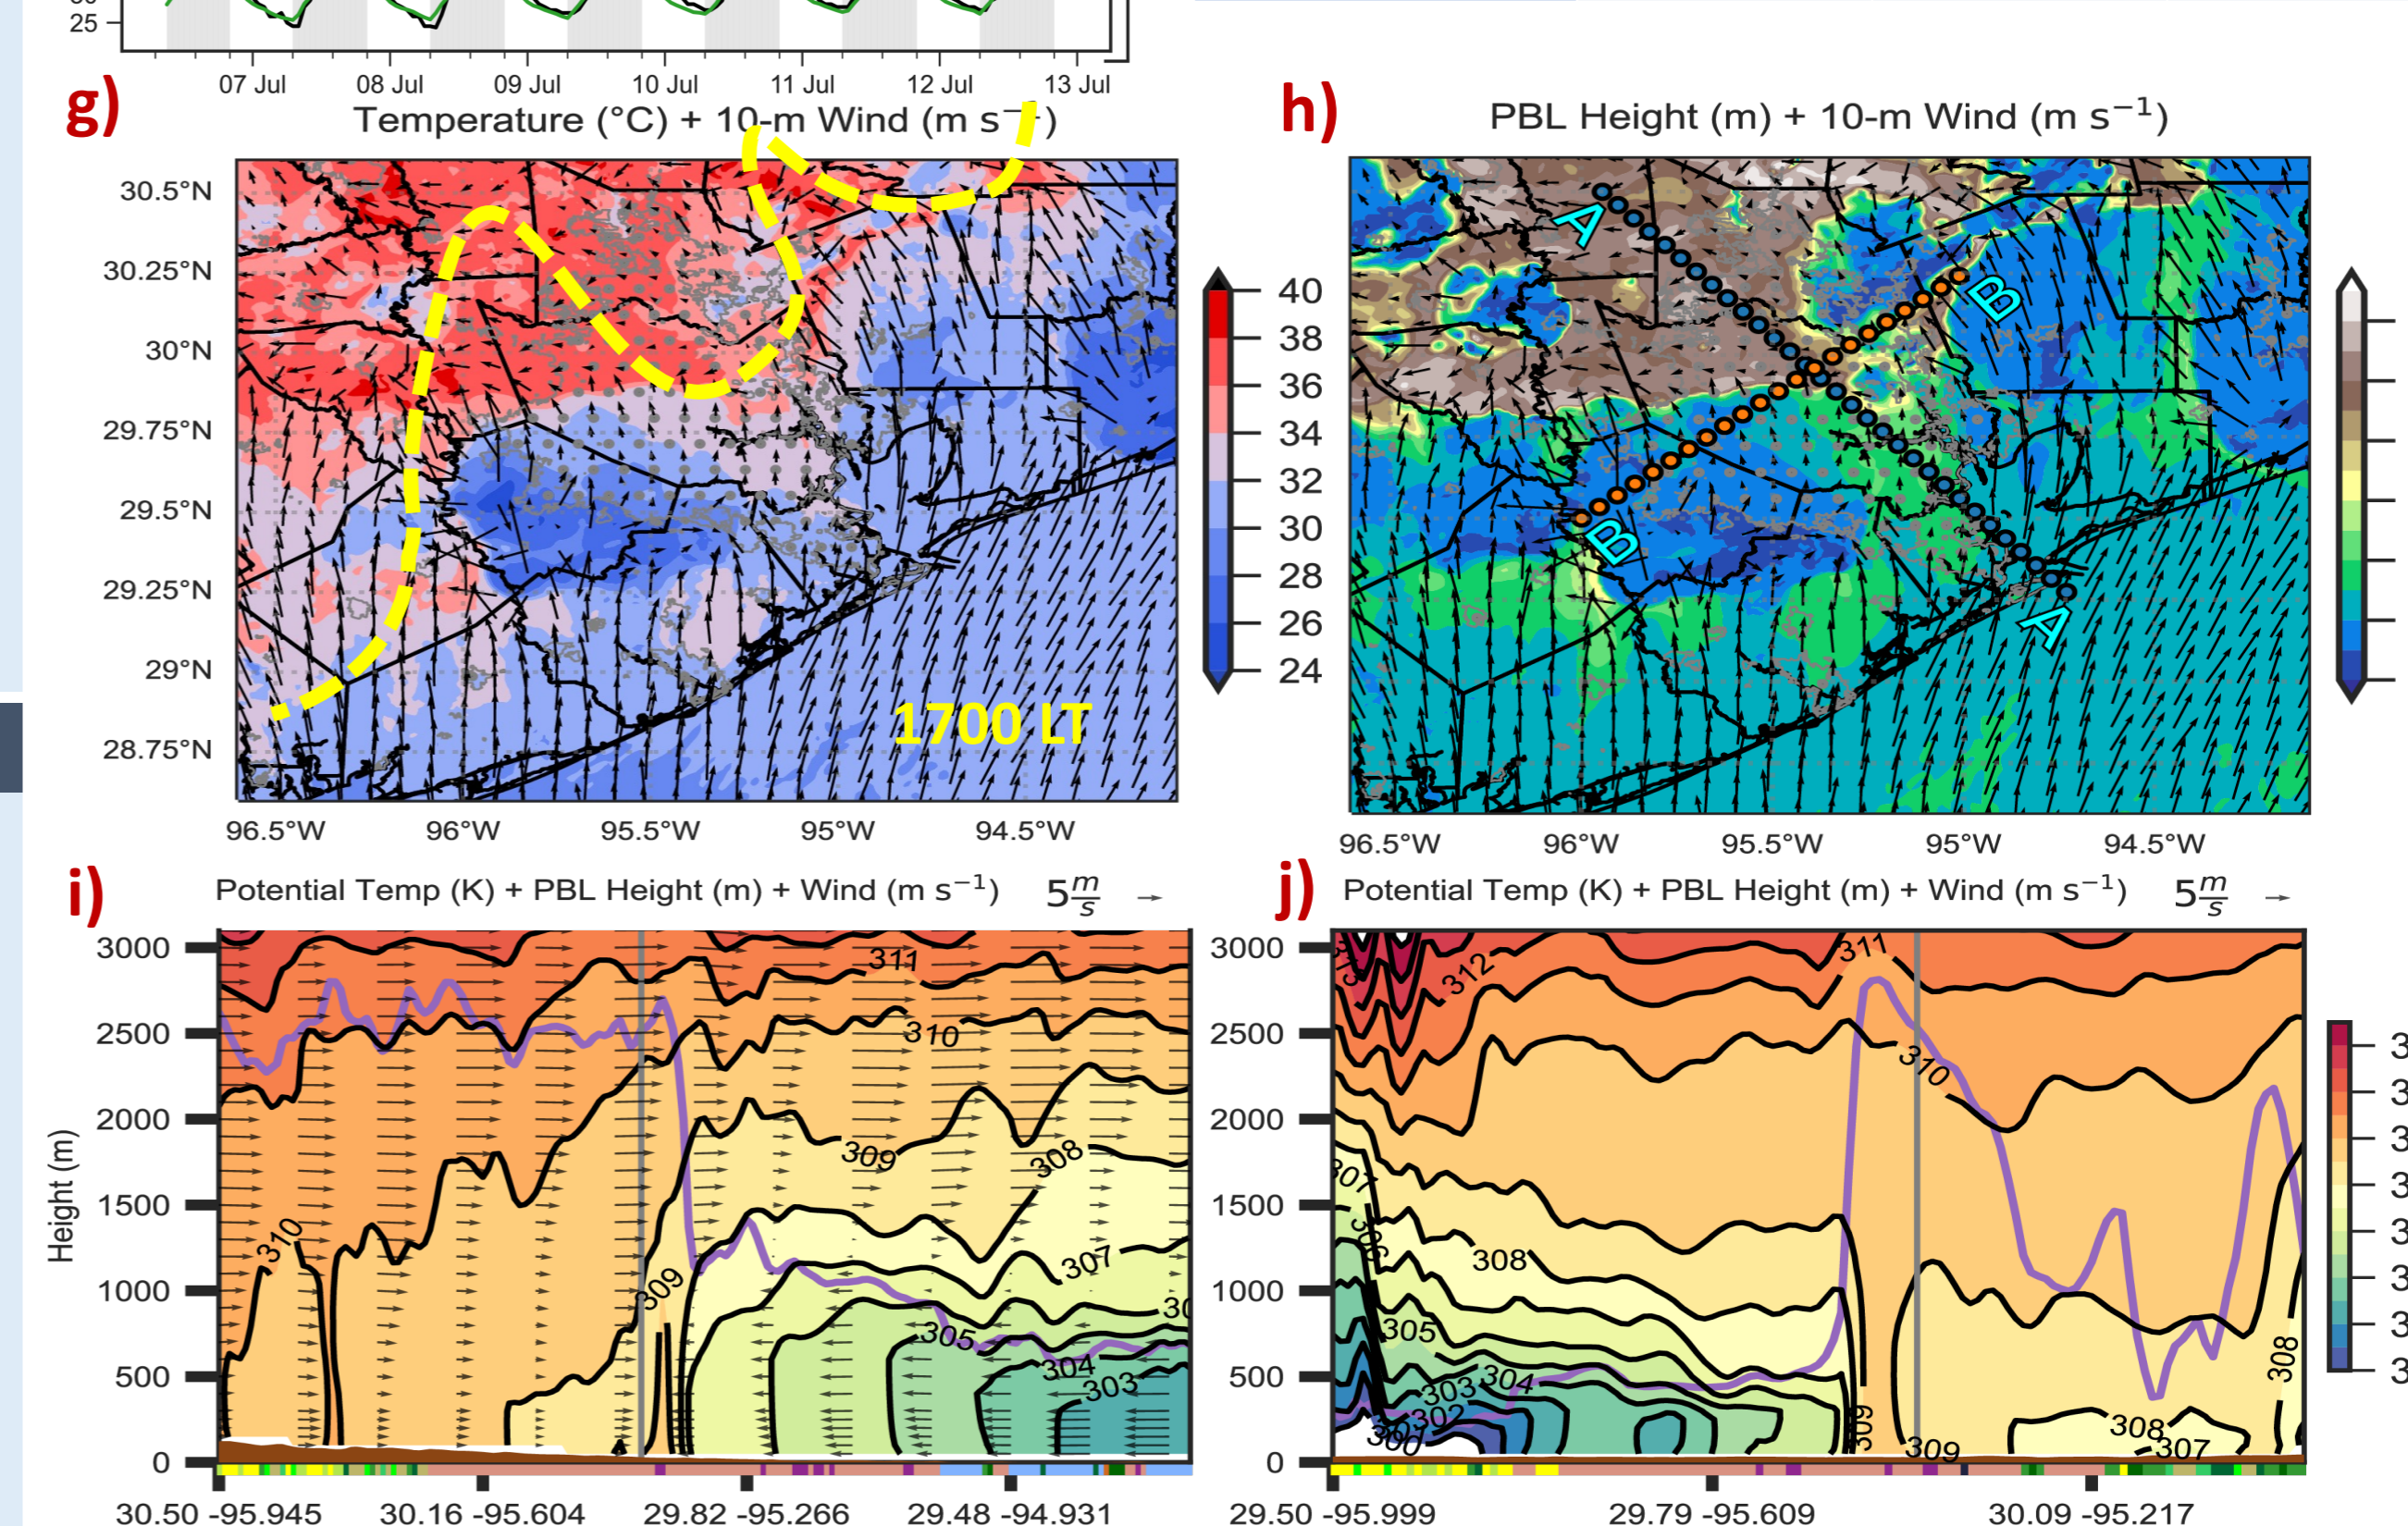 25
07 Jul 08 Jul 09 Jul 10 Jul 11 Jul 12 Jul 13 Jul
g)
Temperature (°C) + 10-m Wind (m s⁻¹)
30.5°N
30.25°N
30°N
29.75°N
29.5°N
29.25°N
29°N
28.75°N
1700 LT
96.5°W 96°W 95.5°W 95°W 94.5°W
40
38
36
34
32
30
28
26
24
h)
PBL Height (m) + 10-m Wind (m s⁻¹)
A
B
B
A
96.5°W 96°W 95.5°W 95°W 94.5°W
i)
Potential Temp (K) + PBL Height (m) + Wind (m s⁻¹) 5 m/s
Height (m)
3000
2500
2000
1500
1000
500
0
311
310
309
308
310
307
309
305
304
303
30.50 -95.945 30.16 -95.604 29.82 -95.266 29.48 -94.931
j)
Potential Temp (K) + PBL Height (m) + Wind (m s⁻¹) 5 m/s
3000
2500
2000
1500
1000
500
0
311
312
310
307
306
308
305
304
303
302
300
309
309
308
307
308
29.50 -95.999 29.79 -95.609 30.09 -95.217